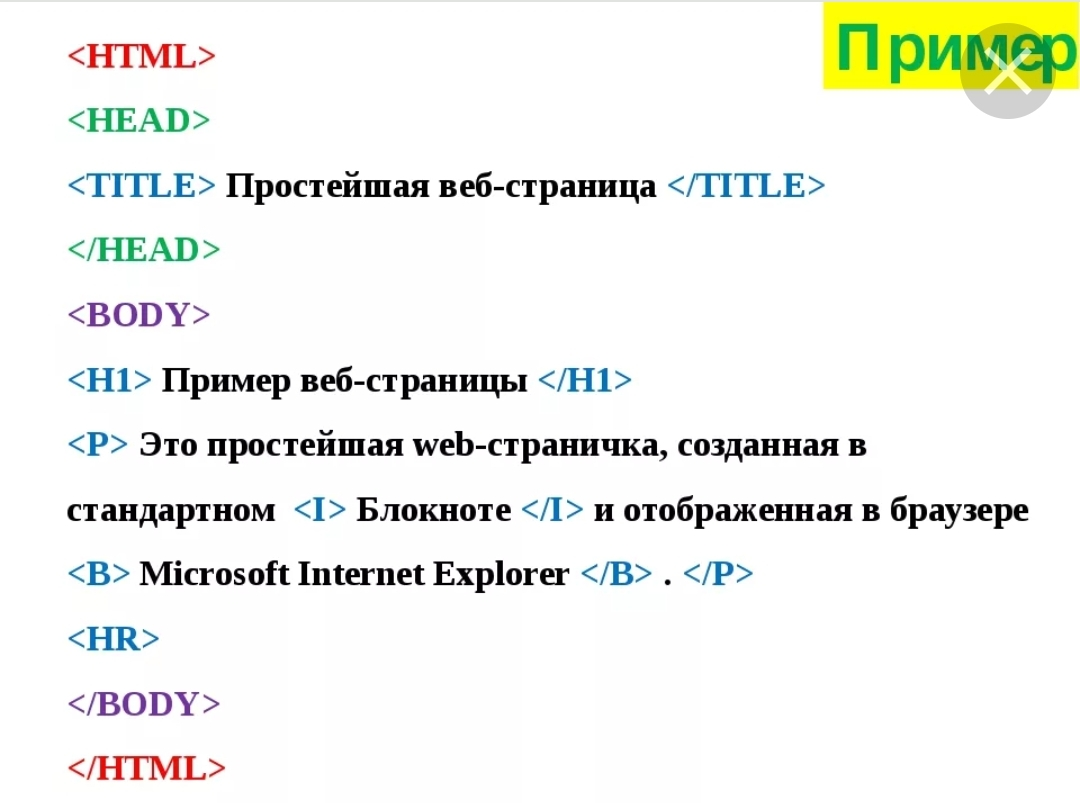 Пример
<HTML>
<HEAD>
<TITLE> Простейшая веб-страница </TITLE>
</HEAD>
<BODY>
<H1> Пример веб-страницы </H1>
<P> Это простейшая web-страничка, созданная в
стандартном <I> Блокноте </I> и отображенная в браузере
<B> Microsoft Internet Explorer </B> . </P>
<HR>
</BODY>
</HTML>